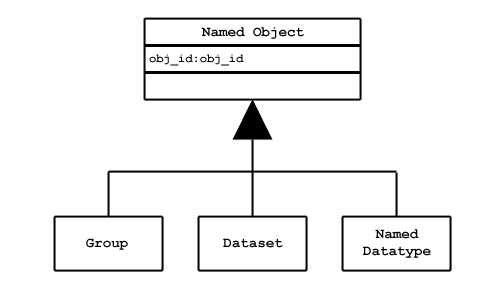 Named Object
obj_id:obj_id
Group
Dataset
Named
Datatype